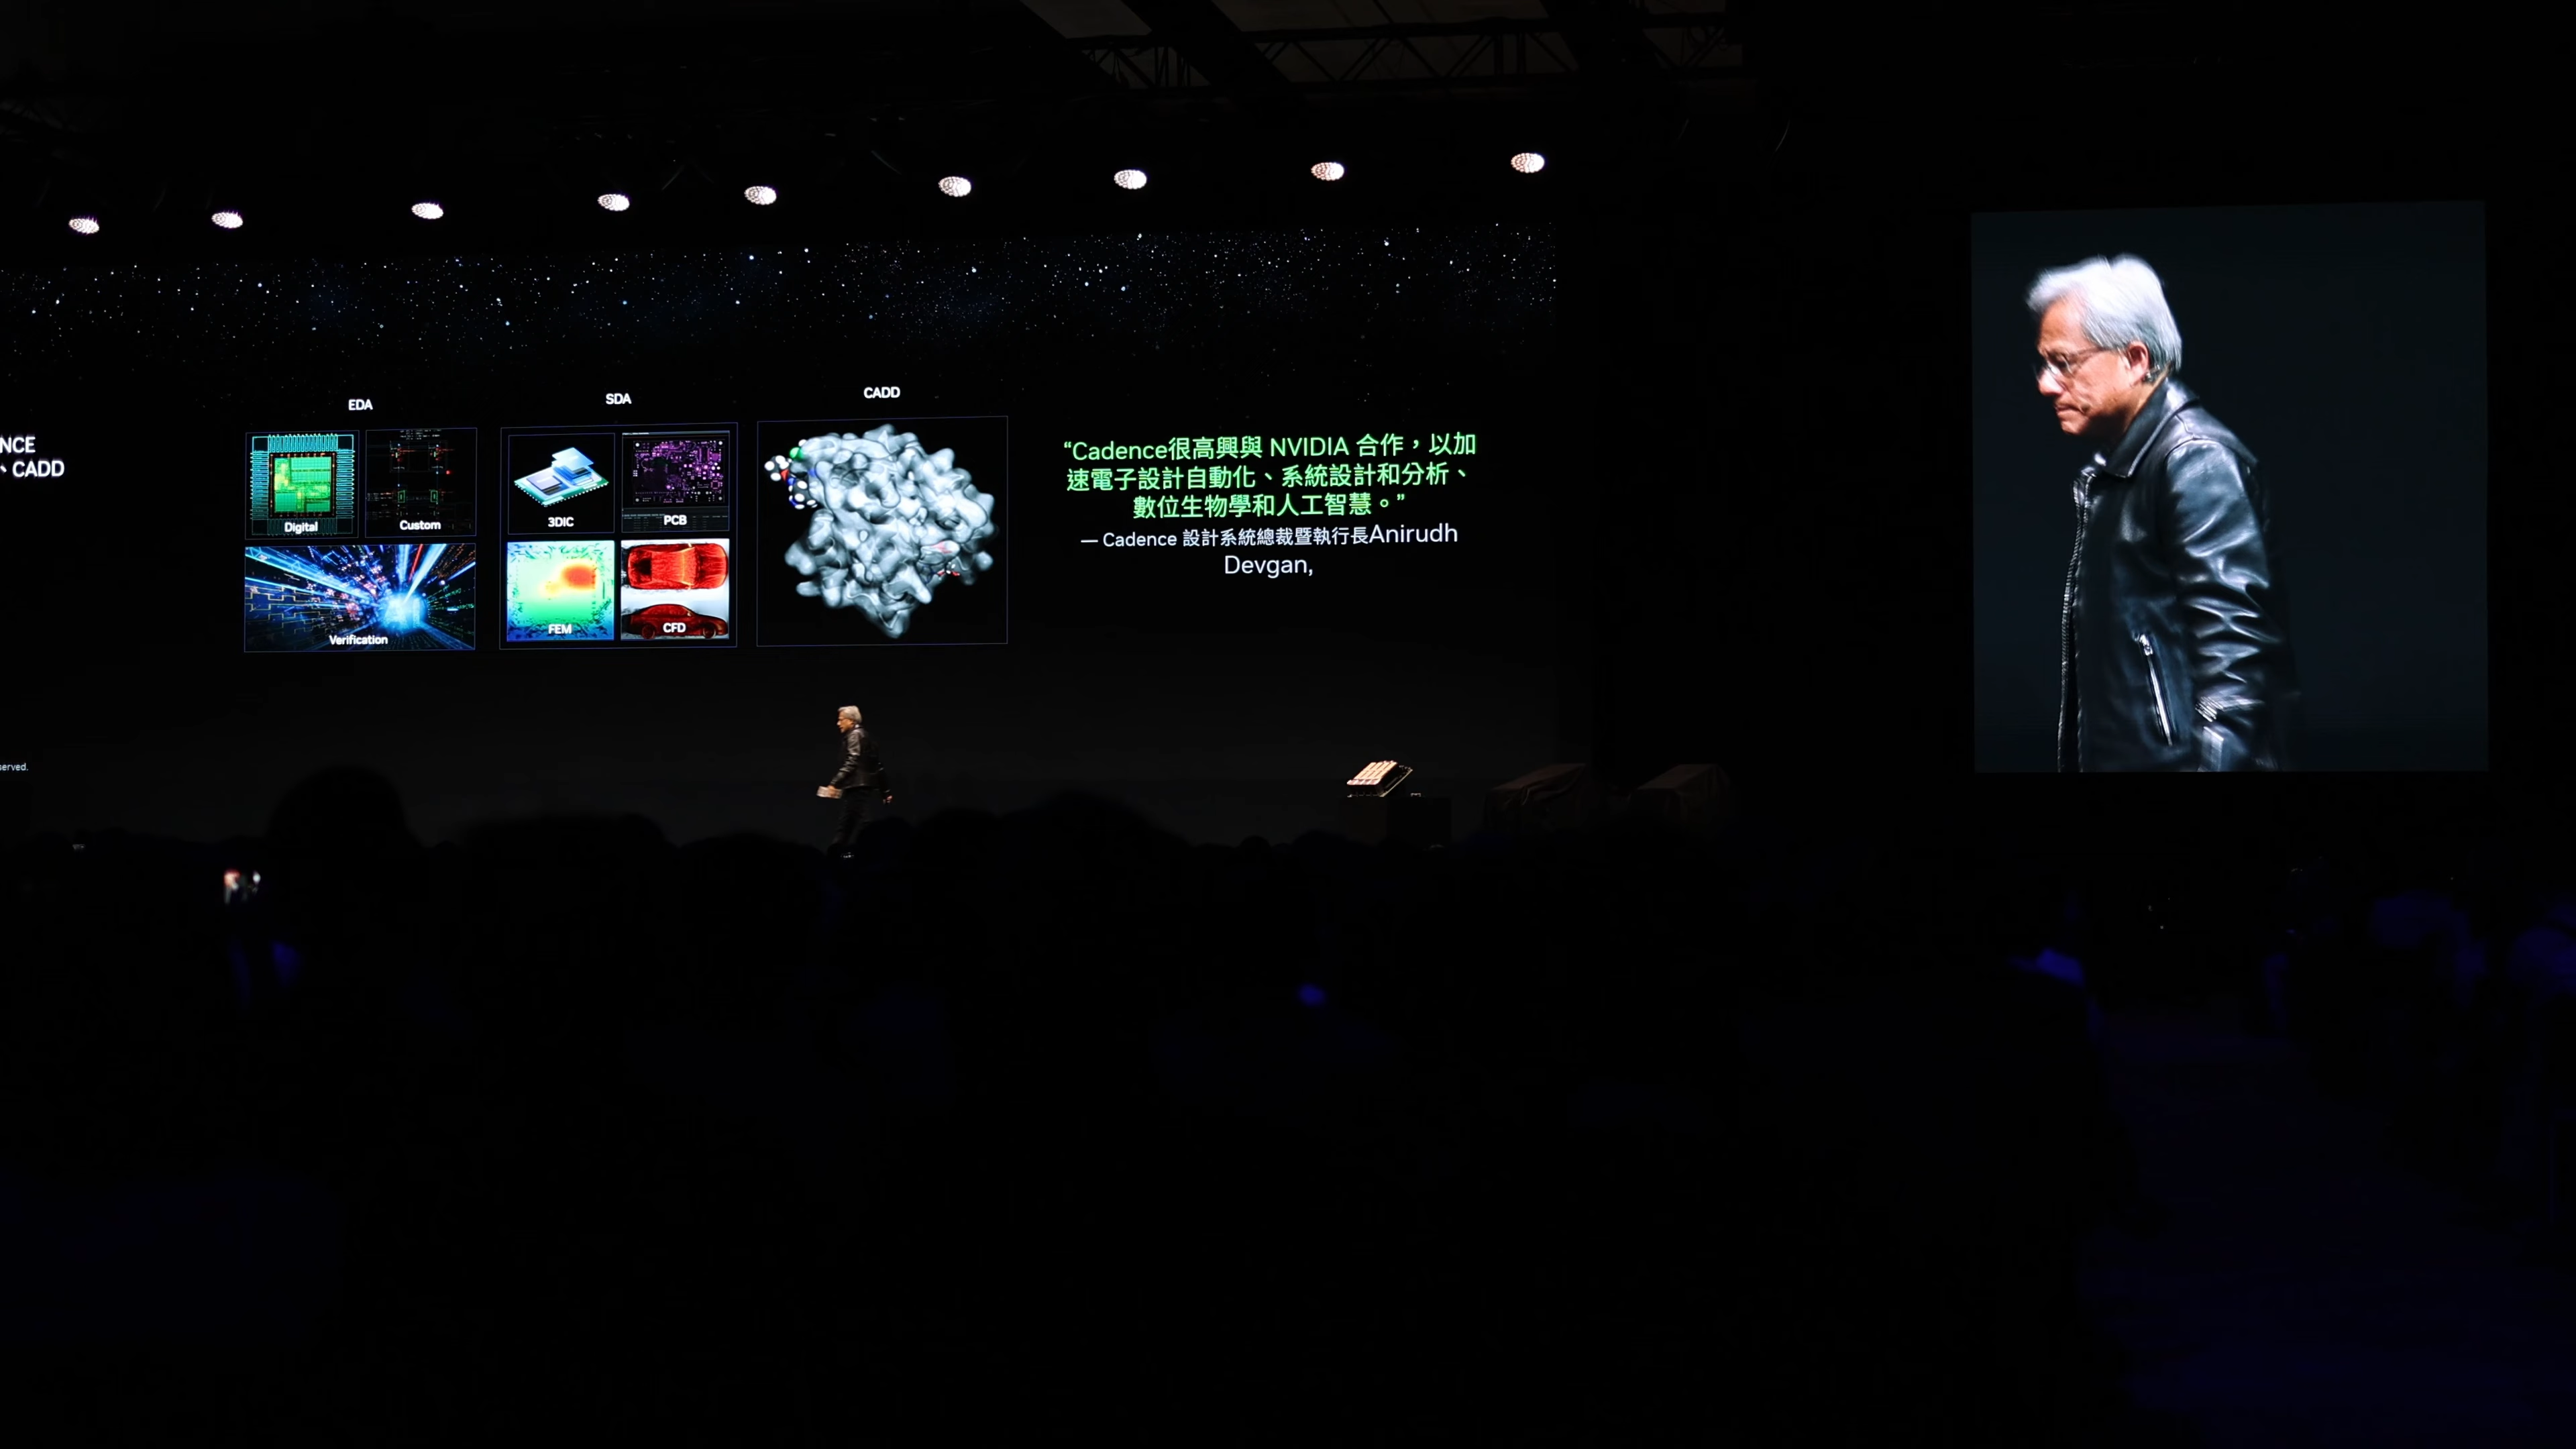 NCE
、CADD
EDA
Digital
Custom
Verification
SDA
3DIC
PCB
FEM
CFD
CADD
“Cadence很高興與 NVIDIA 合作，以加
速電子設計自動化、系統設計和分析、
數位生物學和人工智慧。”
— Cadence 設計系統總裁暨執行長Anirudh
Devgan,
served.